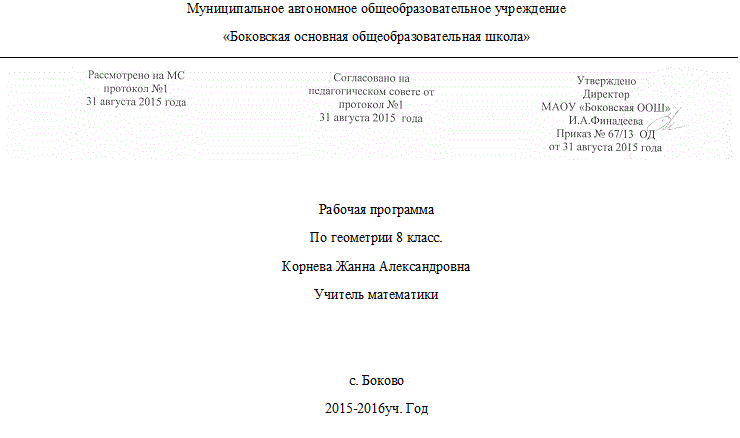 Муниципальное автономное общеобразовательное учреждение
«Боковская основная общеобразовательная школа»
Рассмотрено на МС
протокол №1
31 августа 2015 года
Согласовано на
педагогическом совете от
протокол №1
31 августа 2015 года
Утверждено
Директор
МАОУ «Боковская ООШ»
И.А.Финадеева
Приказ № 67/13 ОД
от 31 августа 2015 года
Рабочая программа
По геометрии 8 класс.
Корнева Жанна Александровна
Учитель математики
с. Боково
2015-2016уч. Год